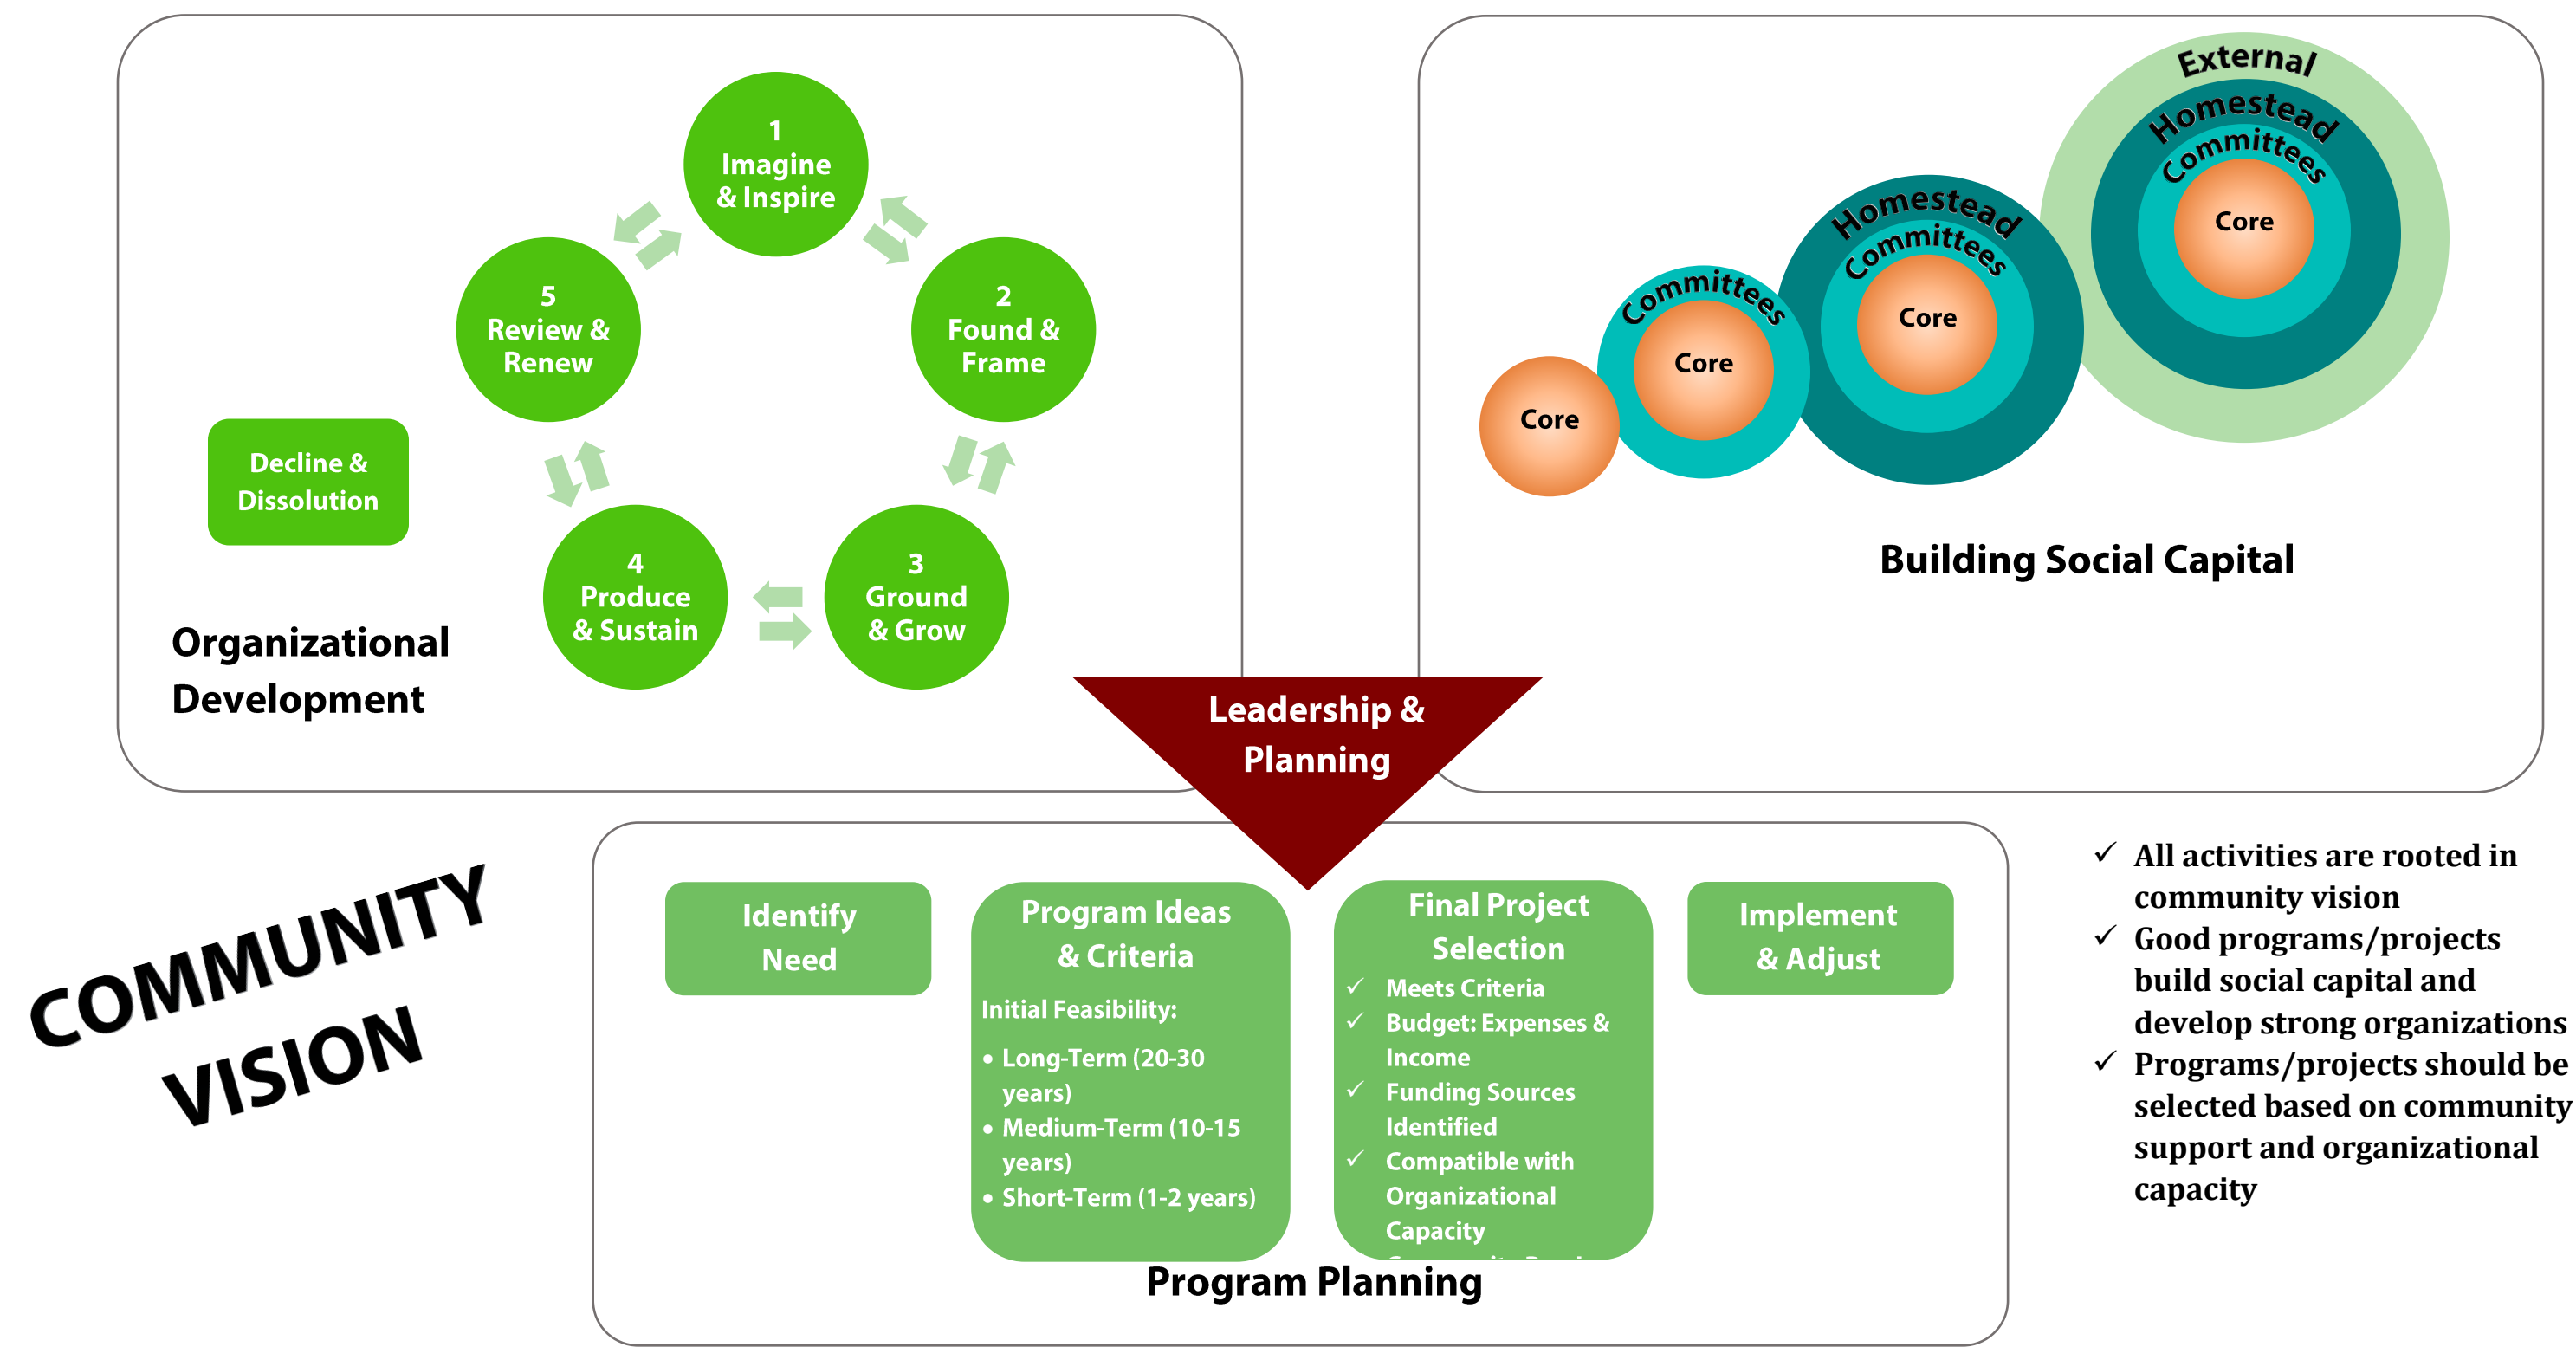 1
Imagine
& Inspire
2
Found &
Frame
3
Ground
& Grow
4
Produce
& Sustain
5
Review &
Renew
Decline &
Dissolution
Organizational
Development
Core
Committees
Core
Homestead
Committees
Core
External
Homestead
Committees
Core
Building Social Capital
Leadership &
Planning
COMMUNITY
VISION
Identify
Need
Program Ideas
& Criteria
Initial Feasibility:
• Long-Term (20-30
years)
• Medium-Term (10-15
years)
• Short-Term (1-2 years)
Final Project
Selection
✓ Meets Criteria
✓ Budget: Expenses &
Income
✓ Funding Sources
Identified
✓ Compatible with
Organizational
Capacity
Implement
& Adjust
Program Planning
✓ All activities are rooted in
community vision
✓ Good programs/projects
build social capital and
develop strong organizations
✓ Programs/projects should be
selected based on community
support and organizational
capacity